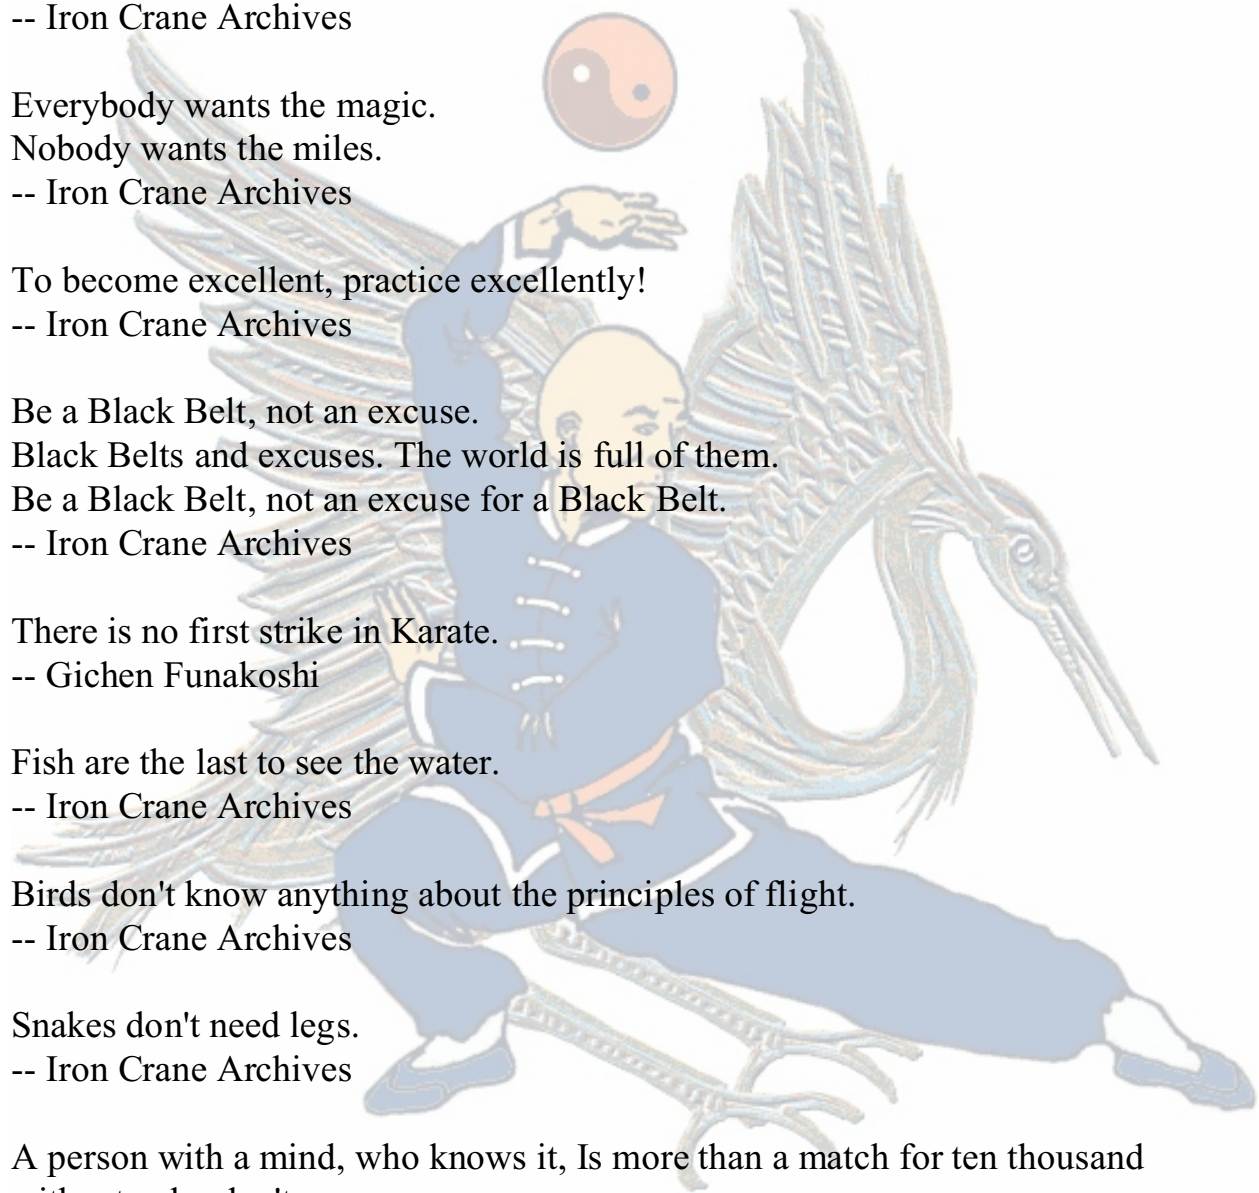 -- Iron Crane Archives
Everybody wants the magic.
Nobody wants the miles.
-- Iron Crane Archives
To become excellent, practice excellently!
-- Iron Crane Archives
Be a Black Belt, not an excuse.
Black Belts and excuses. The world is full of them.
Be a Black Belt, not an excuse for a Black Belt.
-- Iron Crane Archives
There is no first strike in Karate.
-- Gichen Funakoshi
Fish are the last to see the water.
-- Iron Crane Archives
Birds don't know anything about the principles of flight.
-- Iron Crane Archives
Snakes don't need legs.
-- Iron Crane Archives
A person with a mind, who knows it, Is more than a match for ten thousand